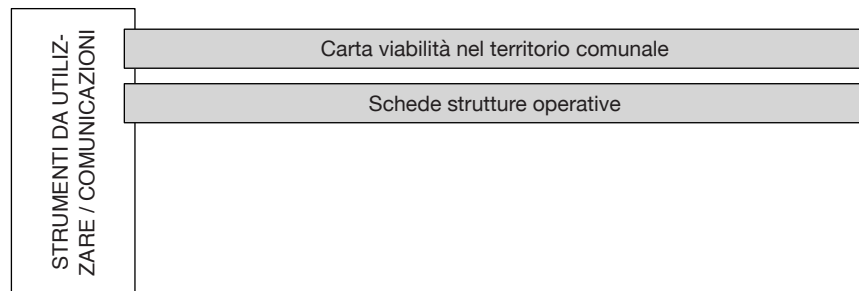 STRUMENTI DA UTILIZ-
ZARE / COMUNICAZIONI
Carta viabilità nel territorio comunale
Schede strutture operative